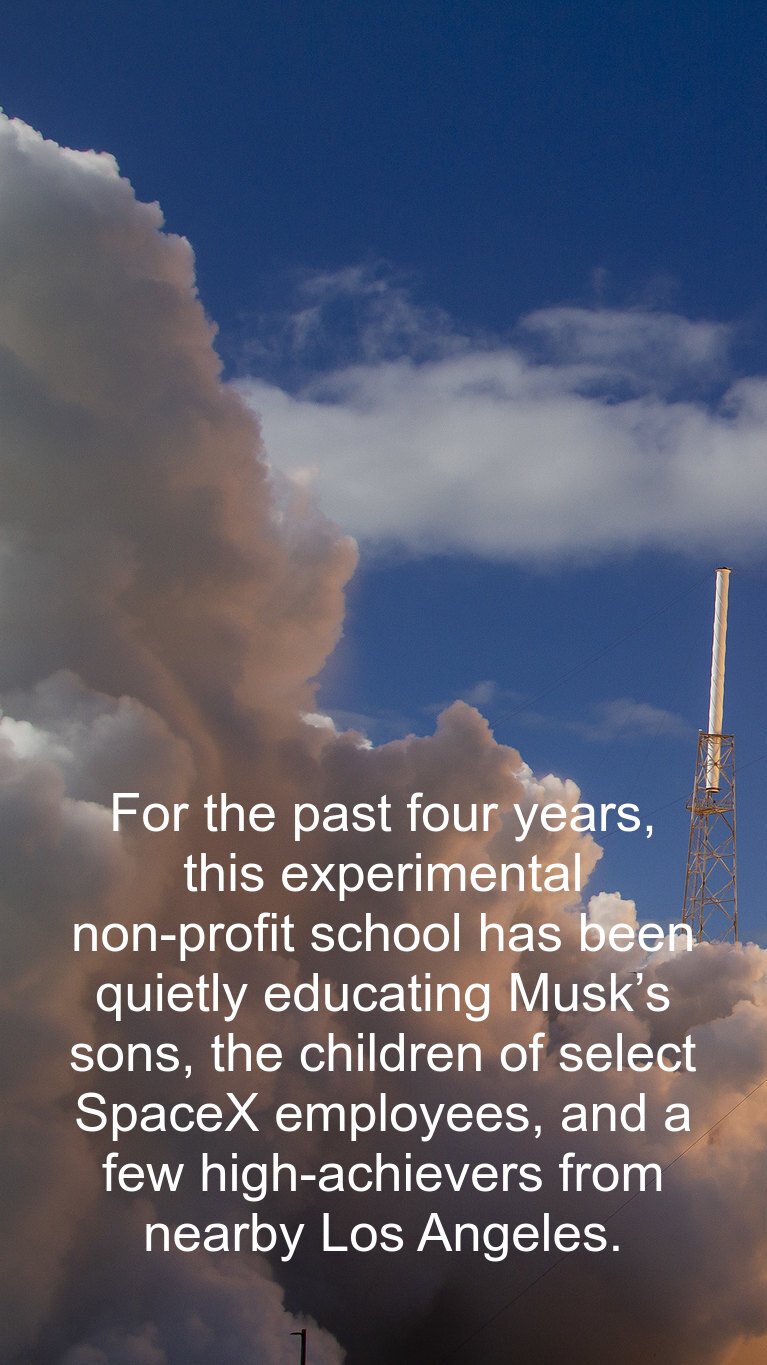 For the past four years,
this experimental
non-profit school has been
quietly educating Musk’s
sons, the children of select
SpaceX employees, and a
few high-achievers from
nearby Los Angeles.